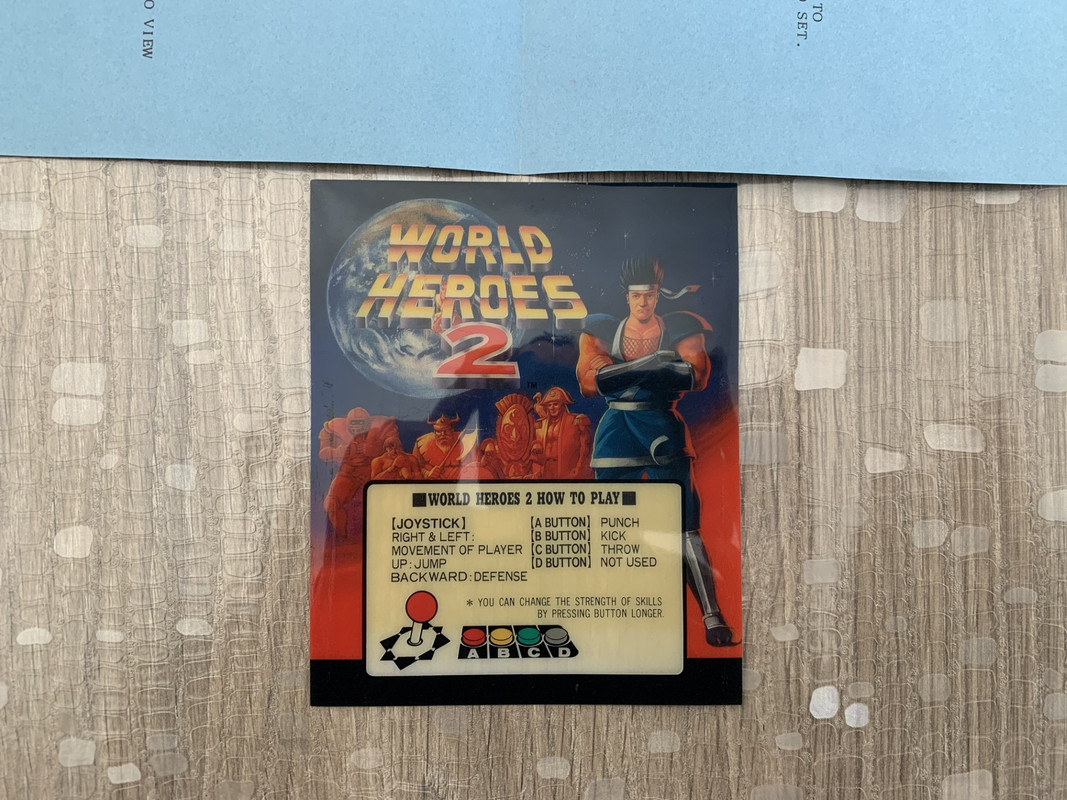 O VIEW
TO
SET.
WORLD
HEROES
2
TM
■WORLD HEROES 2 HOW TO PLAY■
【JOYSTICK】
RIGHT & LEFT:
MOVEMENT OF PLAYER
UP: JUMP
BACKWARD: DEFENSE
【A BUTTON】 PUNCH
【B BUTTON】 KICK
【C BUTTON】 THROW
【D BUTTON】 NOT USED
* YOU CAN CHANGE THE STRENGTH OF SKILLS
BY PRESSING BUTTON LONGER.
A B C D